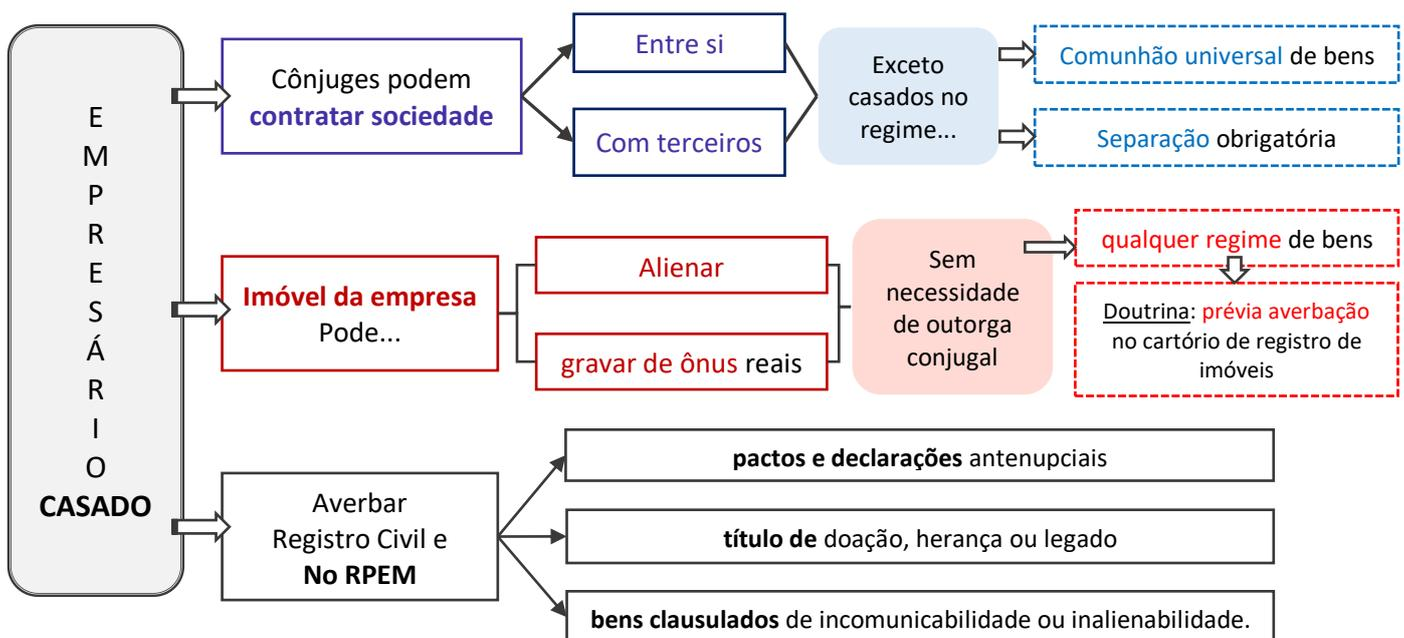 EMPRESÁRIO
CASADO
Cônjuges podem
contratar sociedade
Entre si
Com terceiros
Exceto
casados no
regime...
Comunhão universal de bens
Separação obrigatória
Imóvel da empresa
Pode...
Alienar
gravar de ônus reais
Sem
necessidade
de outorga
conjugal
qualquer regime de bens
Doutrina: prévia averbação
no cartório de registro de
imóveis
Averbar
Registro Civil e
No RPEM
pactos e declarações antenupciais
título de doação, herança ou legado
bens clausulados de incomunicabilidade ou inalienabilidade.